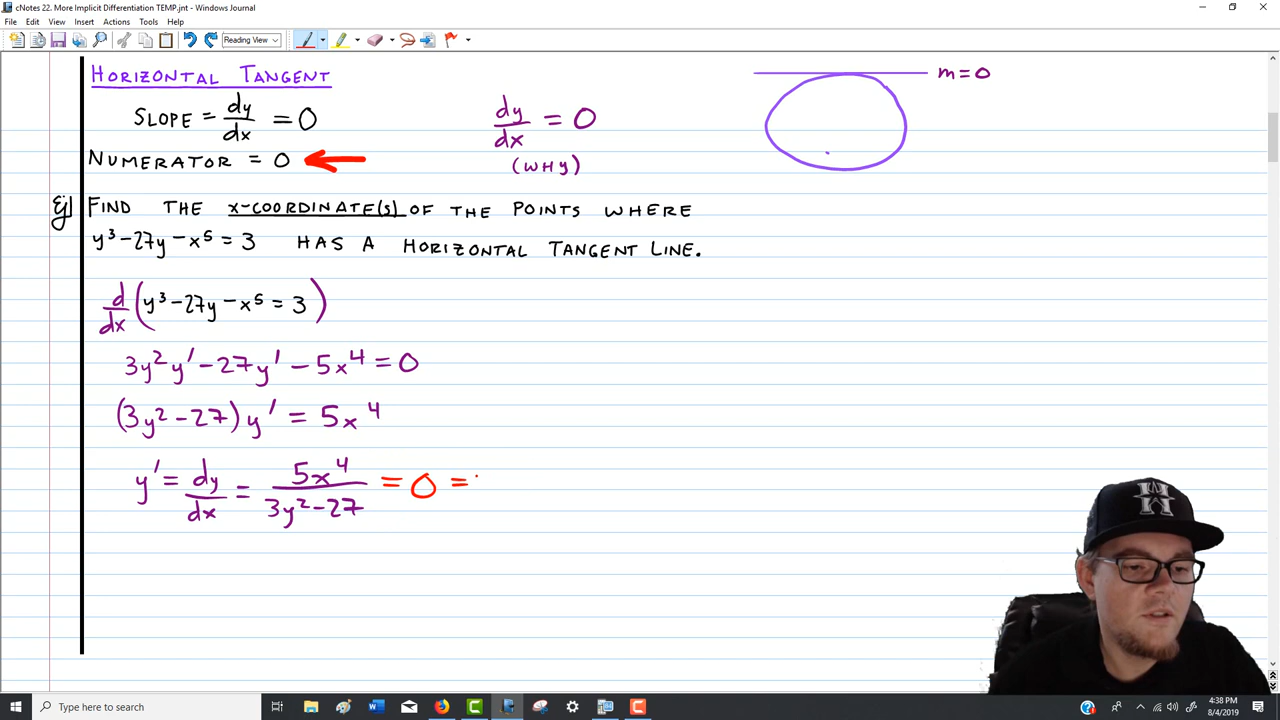 cNotes 22. More Implicit Differentiation TEMP.jnt - Windows Journal
File Edit View Insert Actions Tools Help
Reading View
HORIZONTAL TANGENT
m = 0
SLOPE = dy/dx = 0
dy/dx = 0
NUMERATOR = 0
(WHY)
Ej) FIND THE X-COORDINATE(S) OF THE POINTS WHERE
y³ - 27y - x⁵ = 3 HAS A HORIZONTAL TANGENT LINE.
d/dx (y³ - 27y - x⁵ = 3)
3y² y' - 27y' - 5x⁴ = 0
(3y² - 27) y' = 5x⁴
y' = dy/dx = 5x⁴/(3y² - 27) = 0 =
Type here to search
4:38 PM
8/4/2019